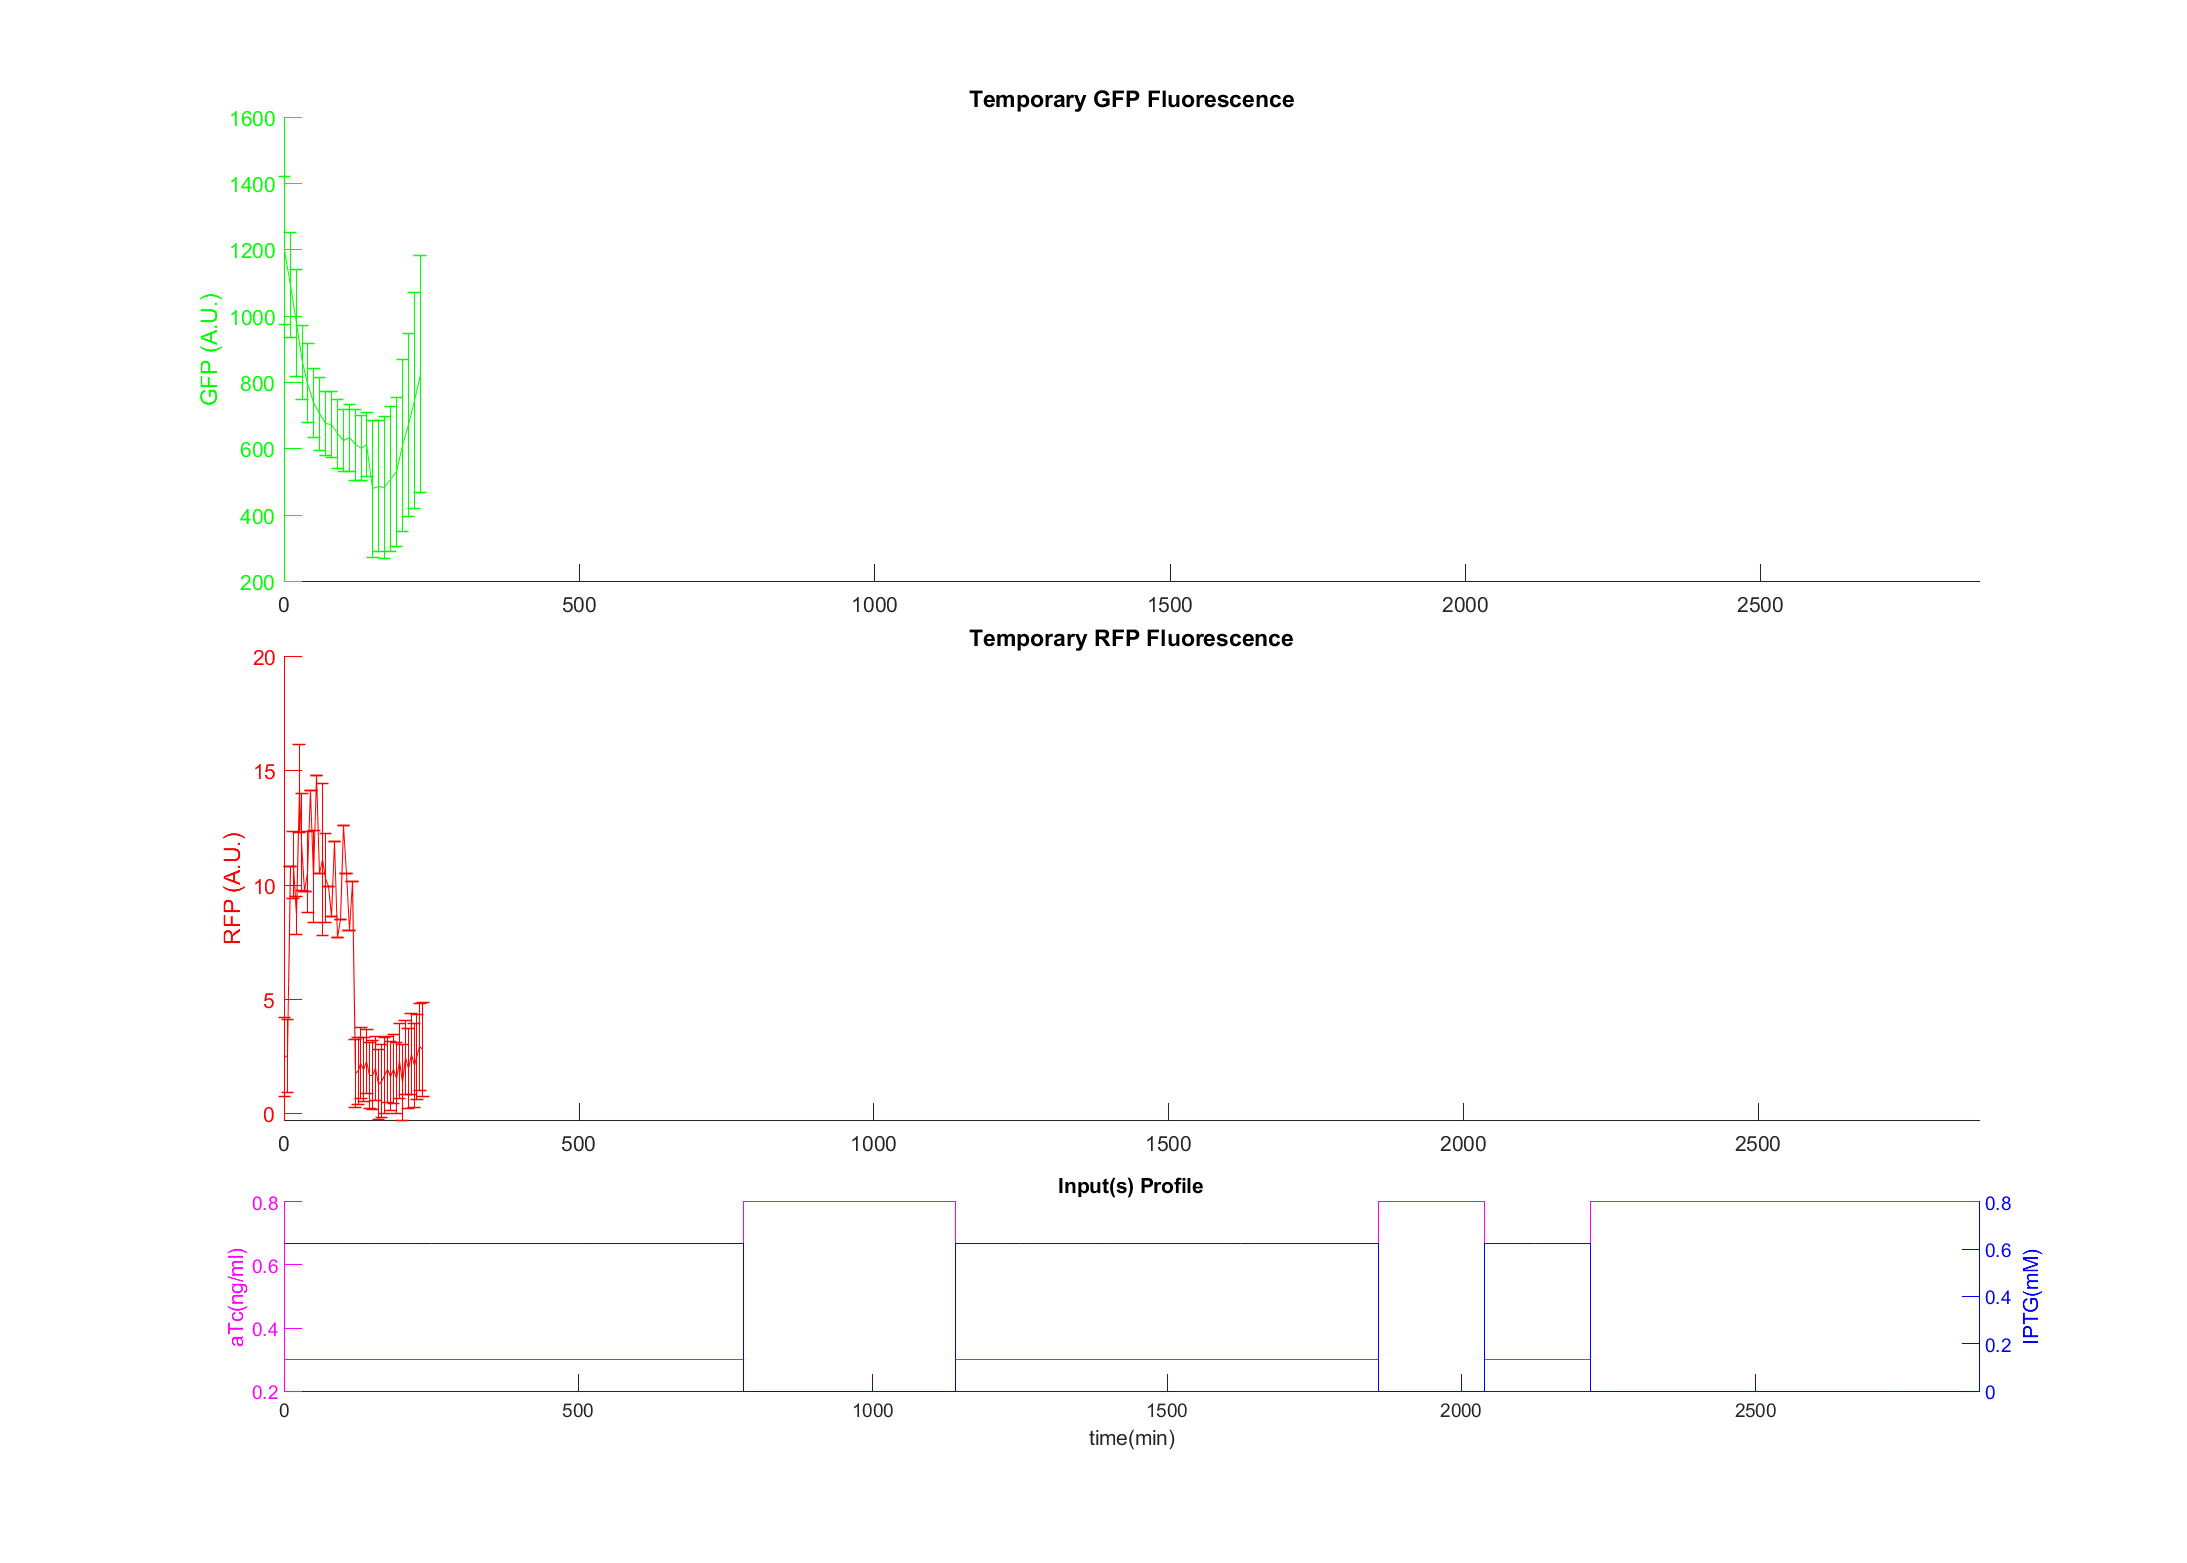 Temporary GFP Fluorescence
1600
1400
1200
1000
800
600
400
200
GFP (A.U.)
0 500 1000 1500 2000 2500
Temporary RFP Fluorescence
20
15
10
5
0
RFP (A.U.)
0 500 1000 1500 2000 2500
Input(s) Profile
0.8
0.6
0.4
0.2
aTc(ng/ml)
0.8
0.6
0.4
0.2
0
IPTG(mM)
0 500 1000 1500 2000 2500
time(min)